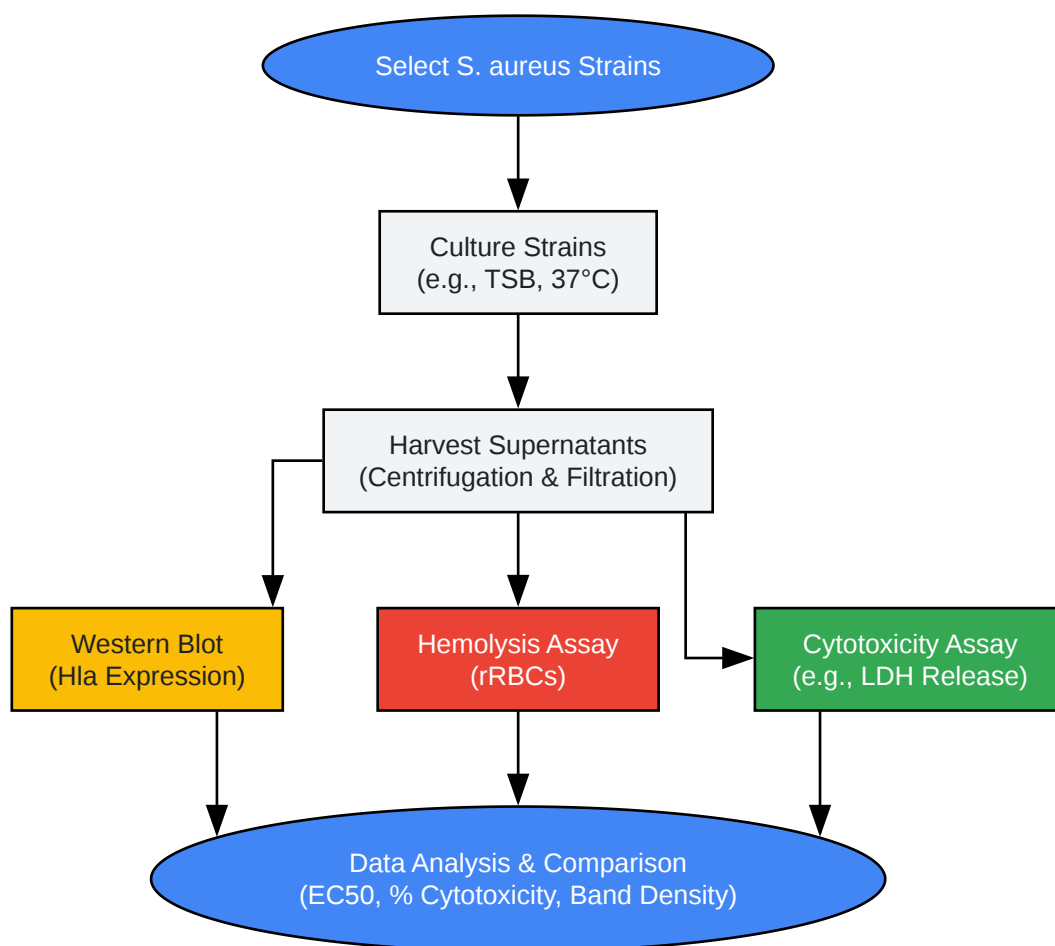 Select S. aureus Strains
Culture Strains
(e.g., TSB, 37°C)
Harvest Supernatants
(Centrifugation & Filtration)
Western Blot
(Hla Expression)
Hemolysis Assay
(rRBCs)
Cytotoxicity Assay
(e.g., LDH Release)
Data Analysis & Comparison
(EC50, % Cytotoxicity, Band Density)